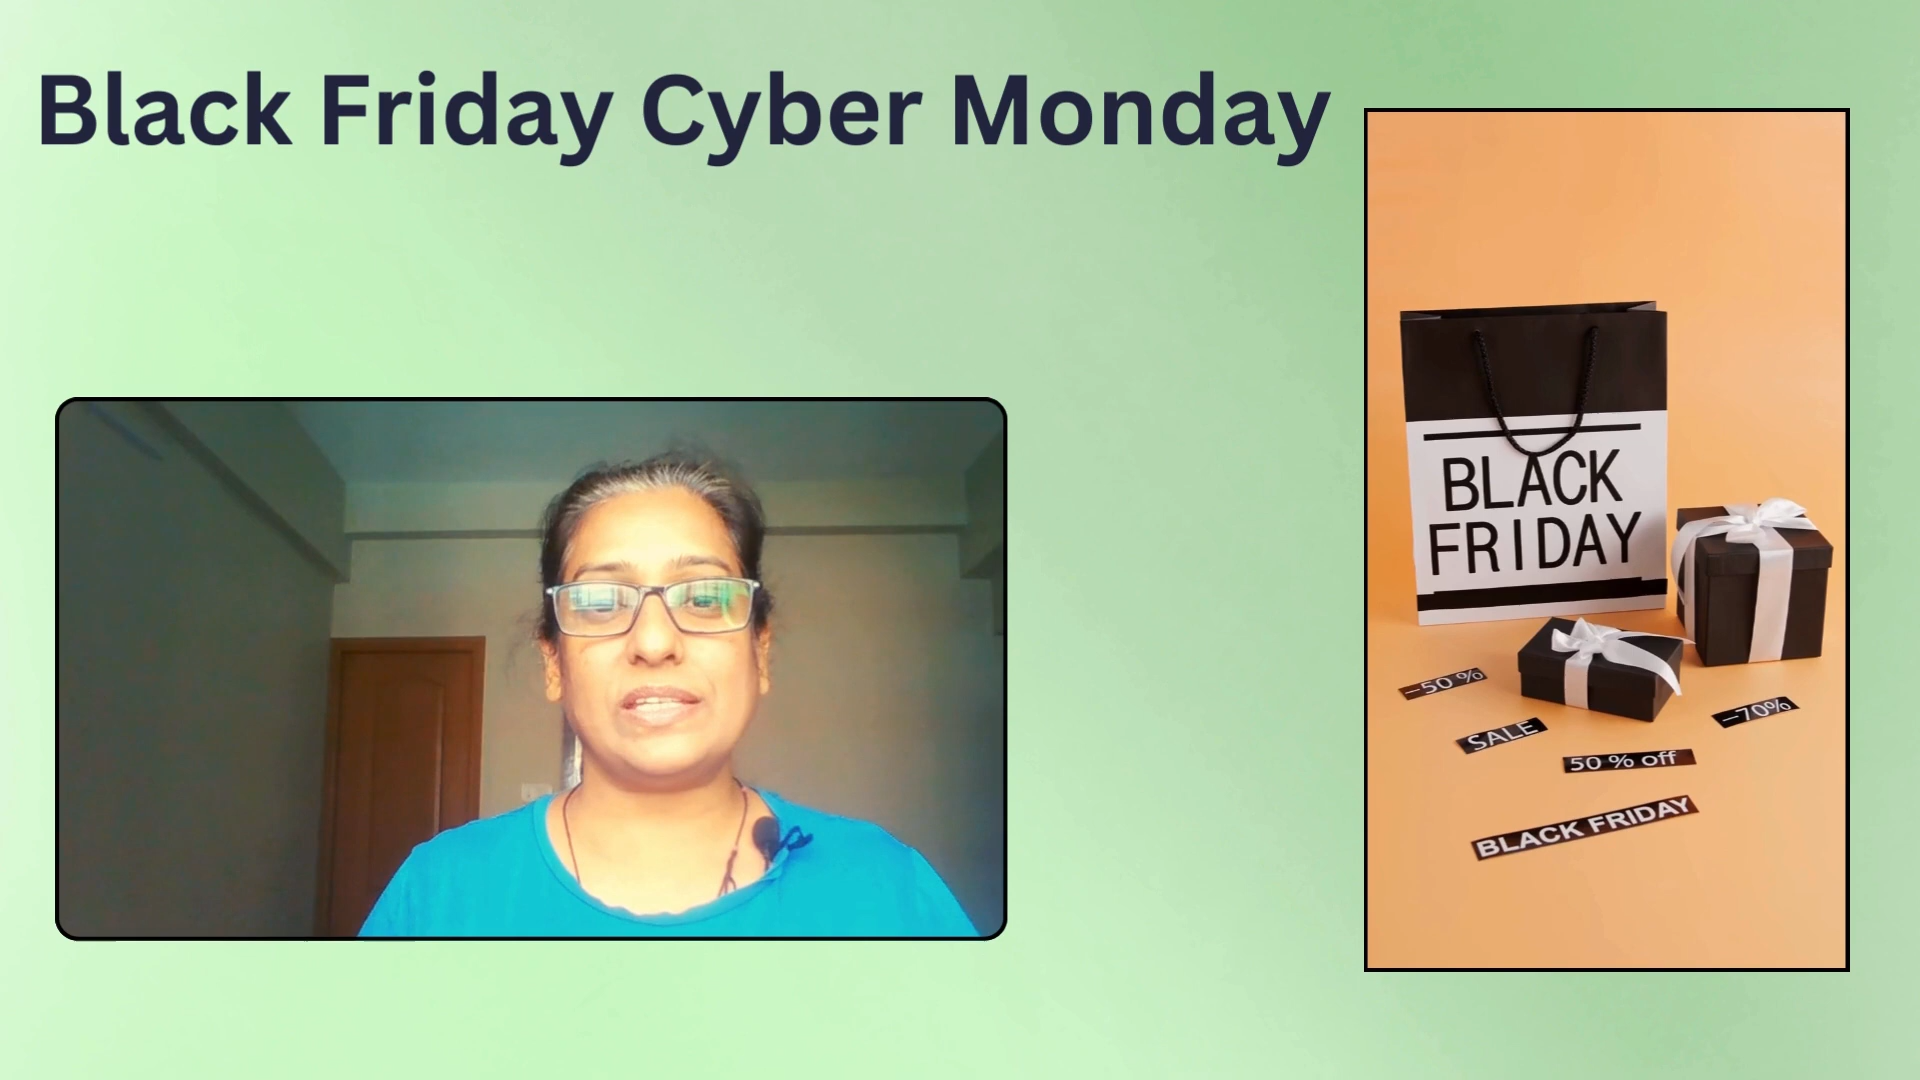 Black Friday Cyber Monday
BLACK
FRIDAY
-50 %
SALE
-70%
50 % off
BLACK FRIDAY